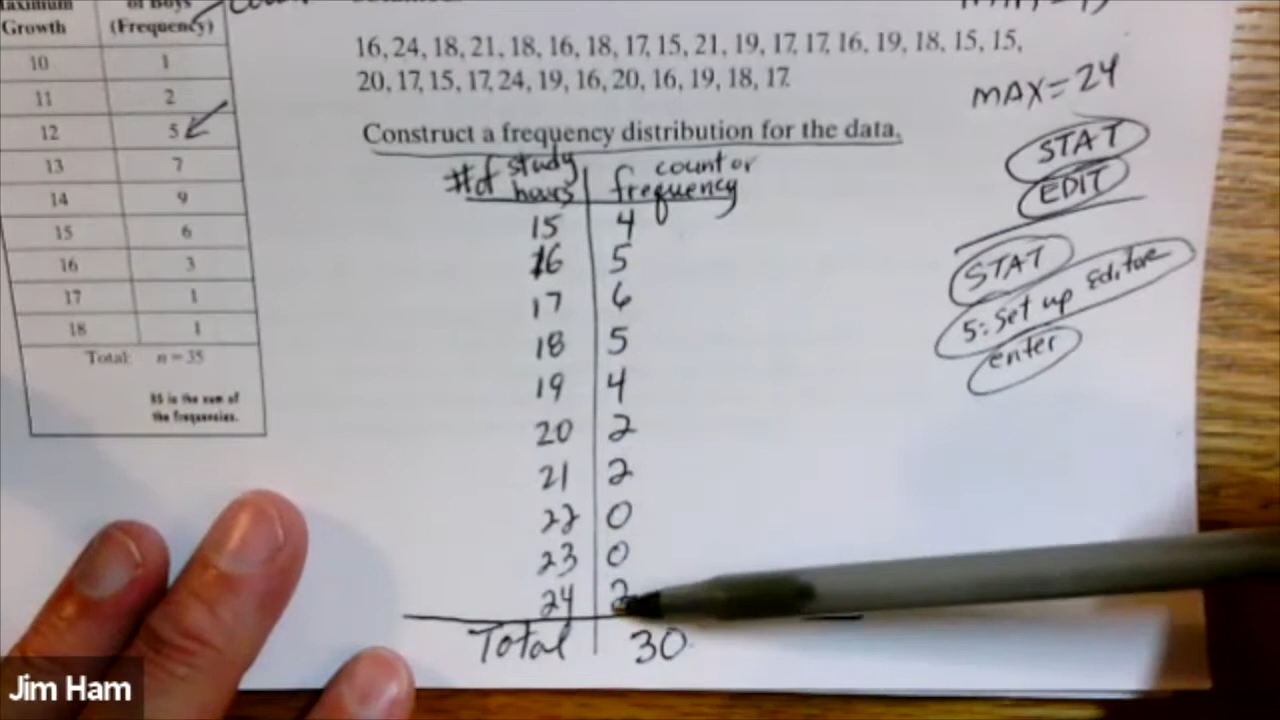 of Boys
Growth (Frequency)
10 1
11 2
12 5
13 7
14 9
15 6
16 3
17 1
18 1
Total: n = 35
35 is the sum of
the frequencies.
16, 24, 18, 21, 18, 16, 18, 17, 15, 21, 19, 17, 17, 16, 19, 18, 15, 15,
20, 17, 15, 17, 24, 19, 16, 20, 16, 19, 18, 17.
Construct a frequency distribution for the data.
# of study hours count or frequency
15 4
16 5
17 6
18 5
19 4
20 2
21 2
22 0
23 0
24 2
Total 30
MAX = 24
STAT
EDIT
STAT
5: Set up Editor
enter
Jim Ham